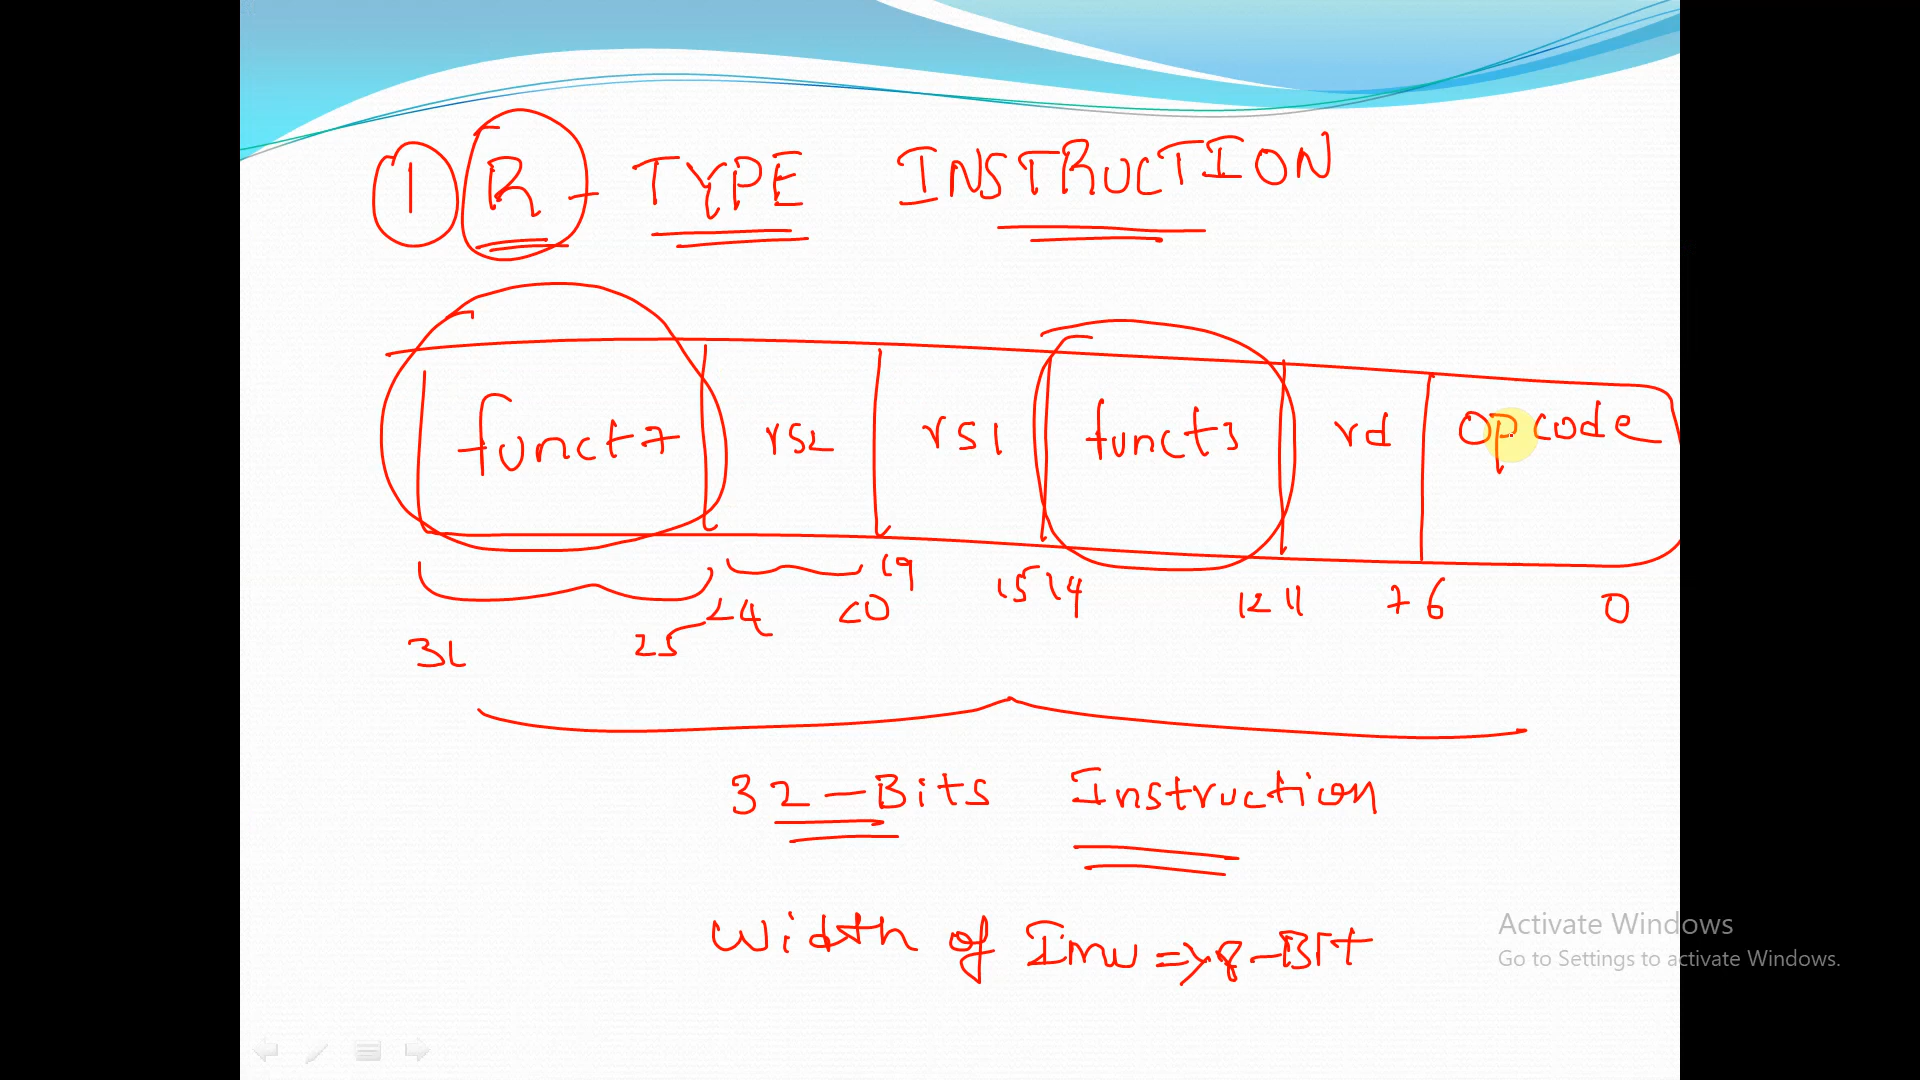 1 R - TYPE INSTRUCTION
funct7 rs2 rs1 funct3 rd opcode
31 25 24 20 19 15 14 12 11 7 6 0
32 - Bits Instruction
Width of => 8 - BIT
Activate Windows
Go to Settings to activate Windows.